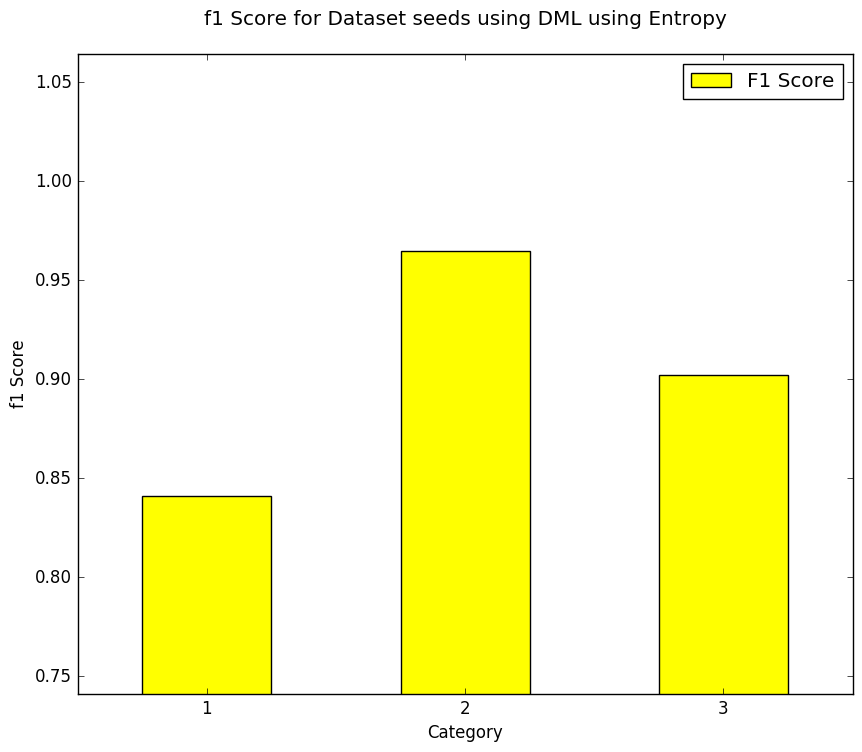 f1 Score for Dataset seeds using DML using Entropy
F1 Score
1.05
1.00
0.95
0.90
0.85
0.80
0.75
f1 Score
1 2 3
Category